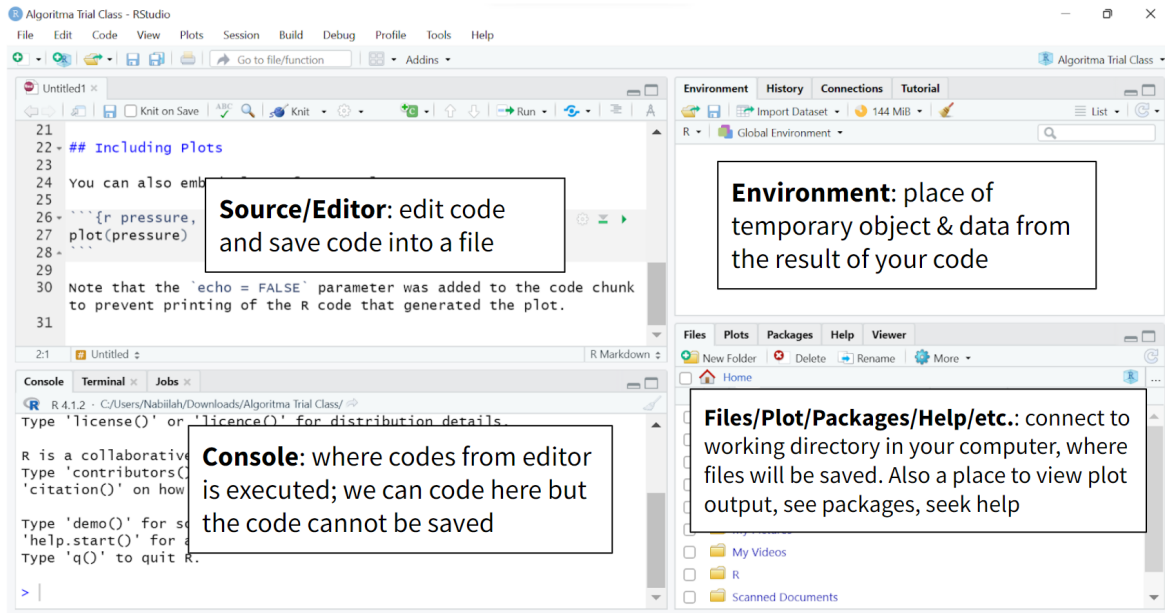 Algoritma Trial Class - RStudio
File Edit Code View Plots Session Build Debug Profile Tools Help
Go to file/function Addins Algoritma Trial Class
Untitled1
Knit on Save ABC Knit Run
21
22 ## Including Plots
23
24 You can also emb
25
26 ```{r pressure,
27 plot(pressure)
28 ```
29
30 Note that the `echo = FALSE` parameter was added to the code chunk
to prevent printing of the R code that generated the plot.
31
2:1 Untitled R Markdown
Source/Editor: edit code
and save code into a file
Console Terminal Jobs
R 4.1.2 · C:/Users/Nabiilah/Downloads/Algoritma Trial Class/
Type 'license()' or 'licence()' for distribution details.
R is a collaborative
Type 'contributors()
'citation()' on how
Type 'demo()' for so
'help.start()' for a
Type 'q()' to quit R.
>
Console: where codes from editor
is executed; we can code here but
the code cannot be saved
Environment History Connections Tutorial
Import Dataset 144 MiB List
R Global Environment
Environment: place of
temporary object & data from
the result of your code
Files Plots Packages Help Viewer
New Folder Delete Rename More
Home
Files/Plot/Packages/Help/etc.: connect to
working directory in your computer, where
files will be saved. Also a place to view plot
output, see packages, seek help
My Videos
R
Scanned Documents